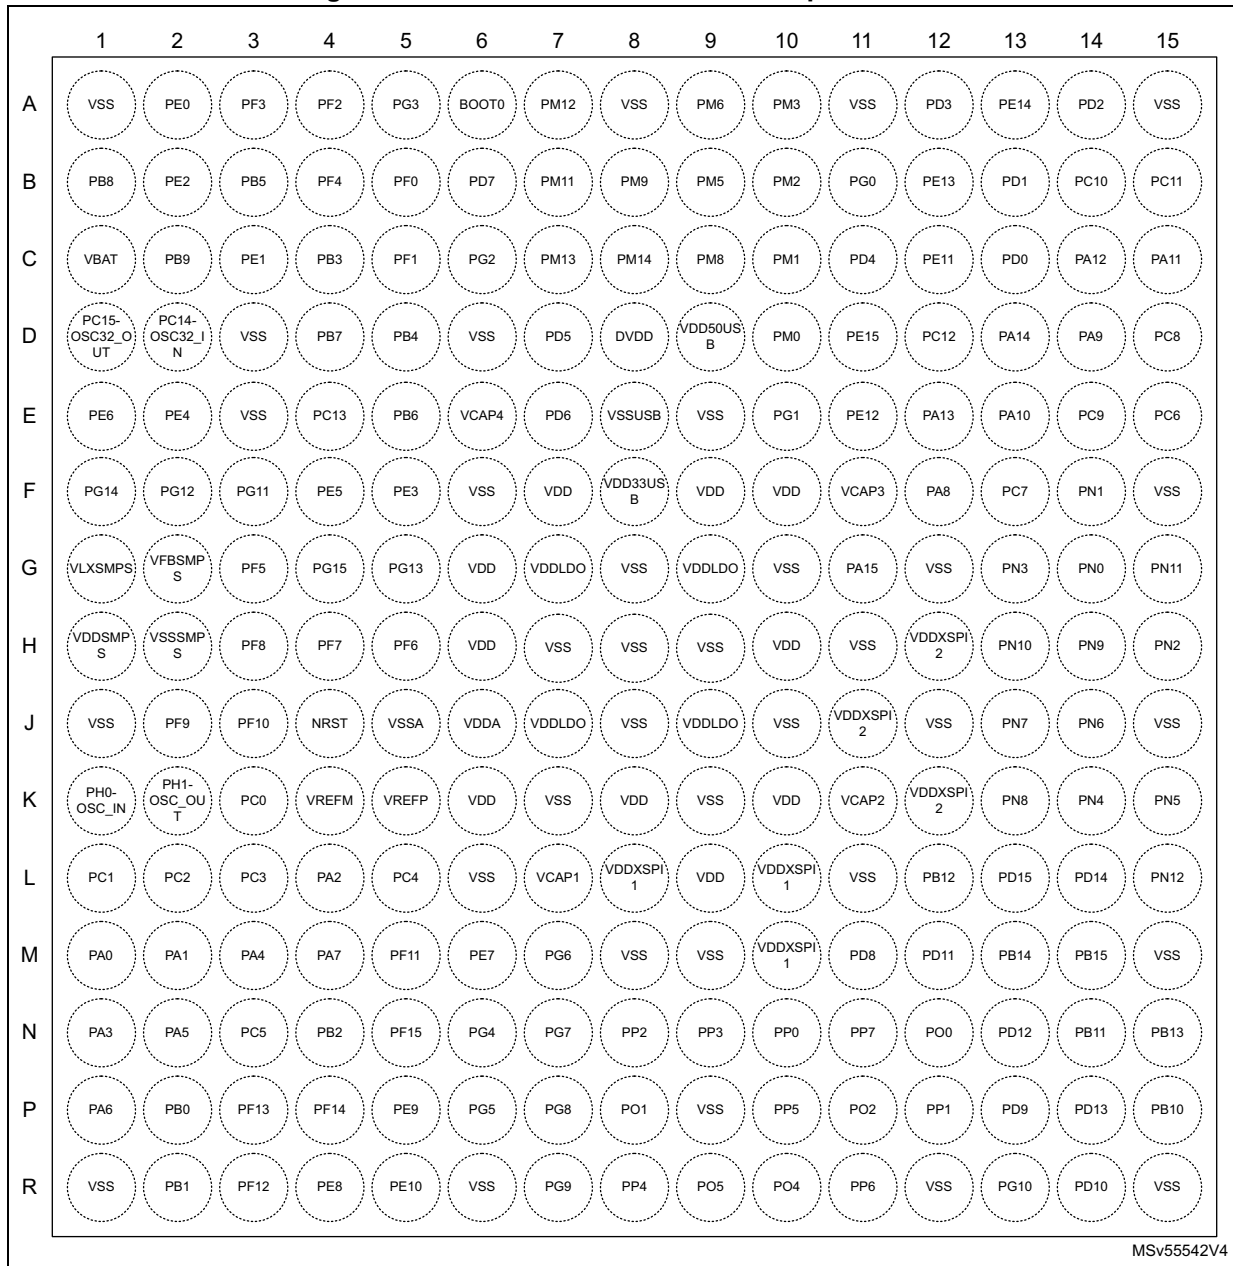 1 2 3 4 5 6 7 8 9 10 11 12 13 14 15
A VSS PE0 PF3 PF2 PG3 BOOT0 PM12 VSS PM6 PM3 VSS PD3 PE14 PD2 VSS
B PB8 PE2 PB5 PF4 PF0 PD7 PM11 PM9 PM5 PM2 PG0 PE13 PD1 PC10 PC11
C VBAT PB9 PE1 PB3 PF1 PG2 PM13 PM14 PM8 PM1 PD4 PE11 PD0 PA12 PA11
D PC15-OSC32_OUT PC14-OSC32_IN VSS PB7 PB4 VSS PD5 DVDD VDD50USB PM0 PE15 PC12 PA14 PA9 PC8
E PE6 PE4 VSS PC13 PB6 VCAP4 PD6 VSSUSB VSS PG1 PE12 PA13 PA10 PC9 PC6
F PG14 PG12 PG11 PE5 PE3 VSS VDD VDD33USB VDD VDD VCAP3 PA8 PC7 PN1 VSS
G VLXSMPS VFBSMPS PF5 PG15 PG13 VDD VDDLDO VSS VDDLDO VSS PA15 VSS PN3 PN0 PN11
H VDDSMPS VSSSMPS PF8 PF7 PF6 VDD VSS VSS VSS VDD VSS VDDXSPI2 PN10 PN9 PN2
J VSS PF9 PF10 NRST VSSA VDDA VDDLDO VSS VDDLDO VSS VDDXSPI2 VSS PN7 PN6 VSS
K PH0-OSC_IN PH1-OSC_OUT PC0 VREFM VREFP VDD VSS VDD VSS VDD VCAP2 VDDXSPI2 PN8 PN4 PN5
L PC1 PC2 PC3 PA2 PC4 VSS VCAP1 VDDXSPI1 VDD VDDXSPI1 VSS PB12 PD15 PD14 PN12
M PA0 PA1 PA4 PA7 PF11 PE7 PG6 VSS VSS VDDXSPI1 PD8 PD11 PB14 PB15 VSS
N PA3 PA5 PC5 PB2 PF15 PG4 PG7 PP2 PP3 PP0 PP7 PO0 PD12 PB11 PB13
P PA6 PB0 PF13 PF14 PE9 PG5 PG8 PO1 VSS PP5 PO2 PP1 PD9 PD13 PB10
R VSS PB1 PF12 PE8 PE10 VSS PG9 PP4 PO5 PO4 PP6 VSS PG10 PD10 VSS
MSv55542V4